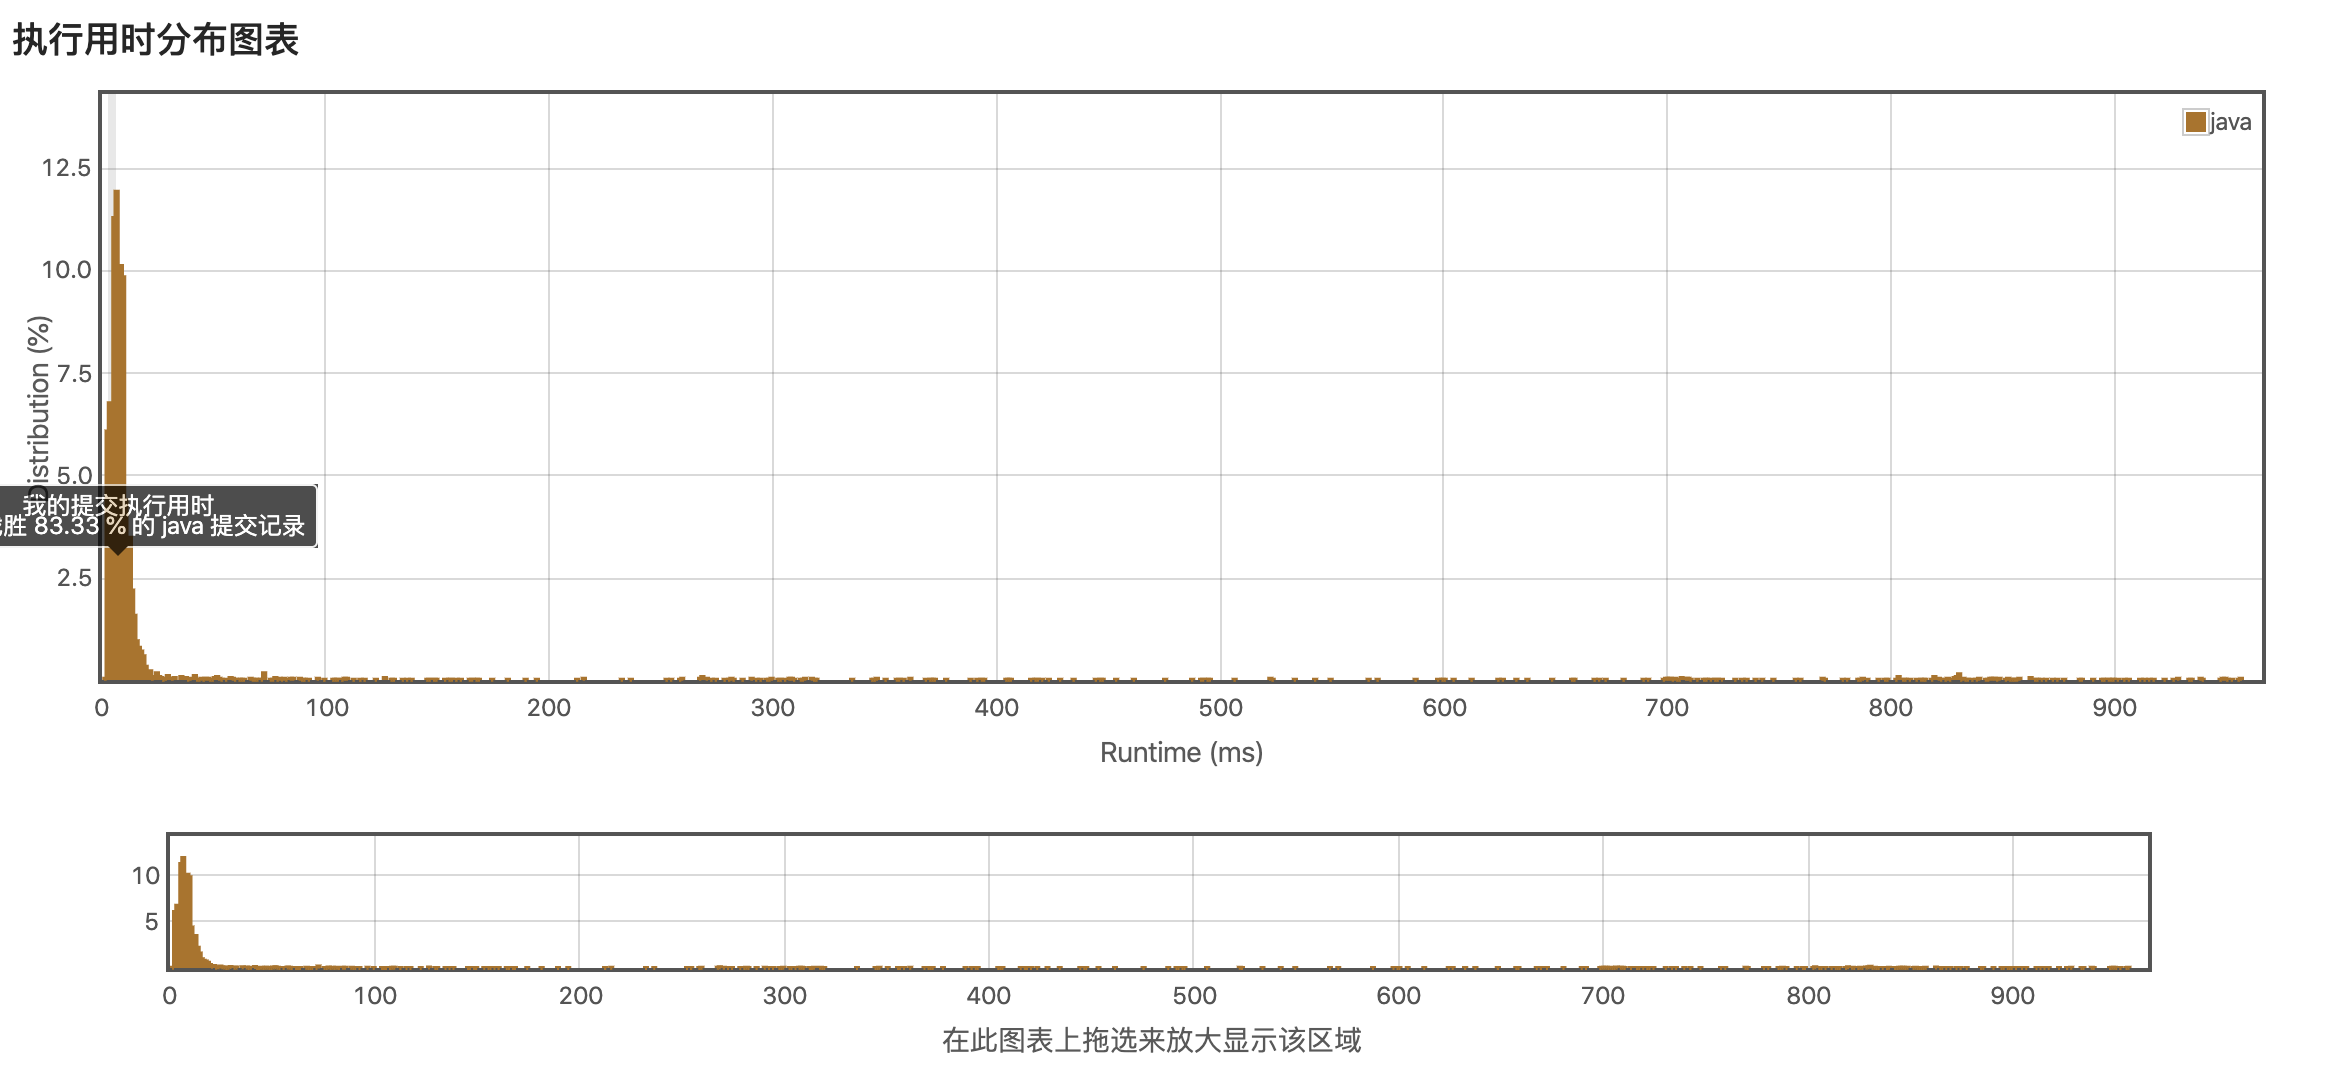 执行用时分布图表
java
12.5
10.0
7.5
5.0
2.5
Distribution (%)
我的提交执行用时
胜 83.33 % 的 java 提交记录
0 100 200 300 400 500 600 700 800 900
Runtime (ms)
10
5
0 100 200 300 400 500 600 700 800 900
在此图表上拖选来放大显示该区域